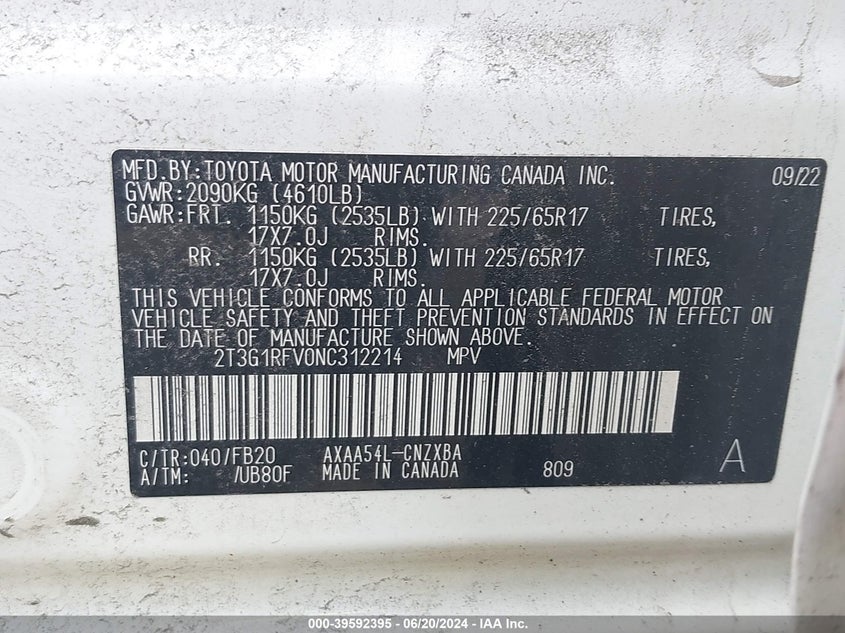 MFD.BY:TOYOTA MOTOR MANUFACTURING CANADA INC. 09/22
GVWR:2090KG (4610LB)
GAWR:FRT. 1150KG (2535LB) WITH 225/65R17 TIRES,
17X7.0J RIMS.
RR. 1150KG (2535LB) WITH 225/65R17 TIRES,
17X7.0J RIMS.
THIS VEHICLE CONFORMS TO ALL APPLICABLE FEDERAL MOTOR
VEHICLE SAFETY AND THEFT PREVENTION STANDARDS IN EFFECT ON
THE DATE OF MANUFACTURE SHOWN ABOVE.
2T3G1RFV0NC312214 MPV
C/TR:040/FB20 AXAA54L-CNZXBA
A/TM: /UB80F MADE IN CANADA 809 A
000-39592395 - 06/20/2024 - IAA Inc.